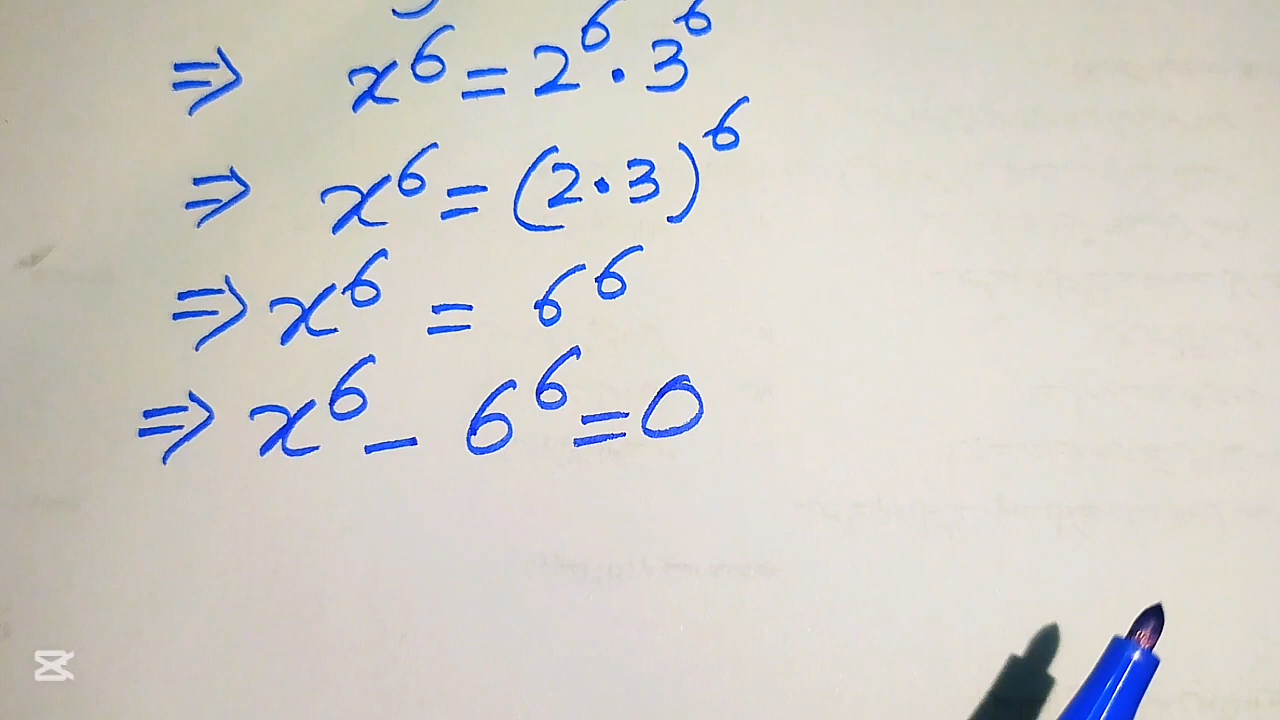 ⇒ x⁶ = 2⁶ · 3⁶
⇒ x⁶ = (2 · 3)⁶
⇒ x⁶ = 6⁶
⇒ x⁶ - 6⁶ = 0